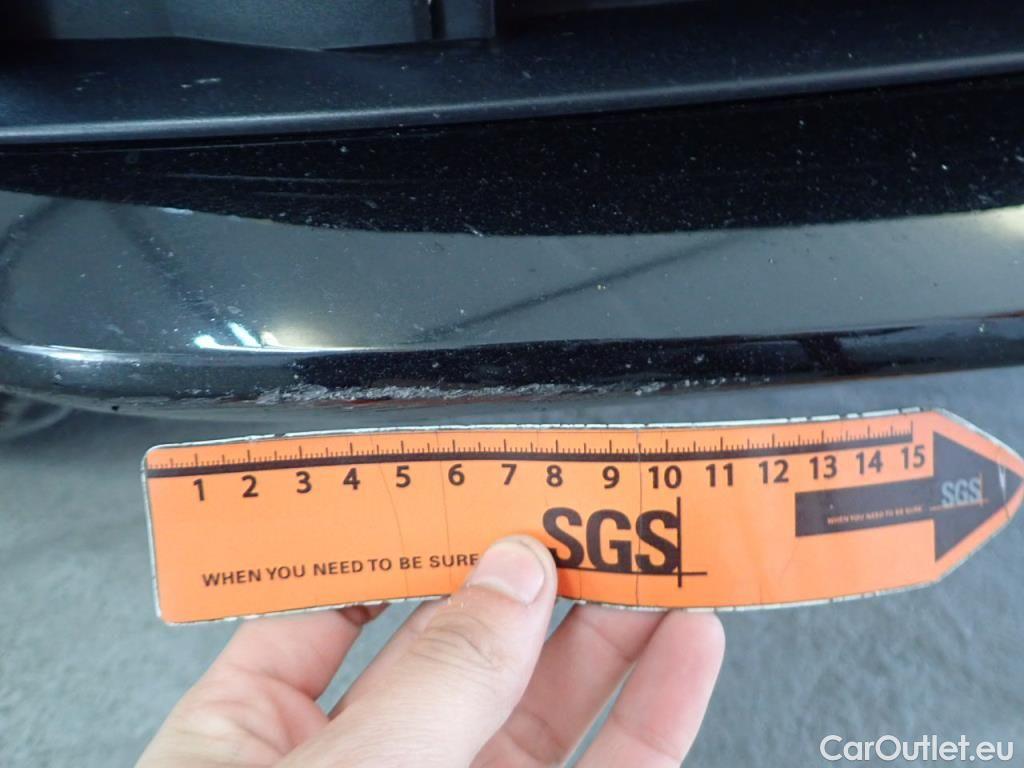 1 2 3 4 5 6 7 8 9 10 11 12 13 14 15
SGS
WHEN YOU NEED TO BE SURE
SGS
WHEN YOU NEED TO BE SURE
CarOutlet.eu